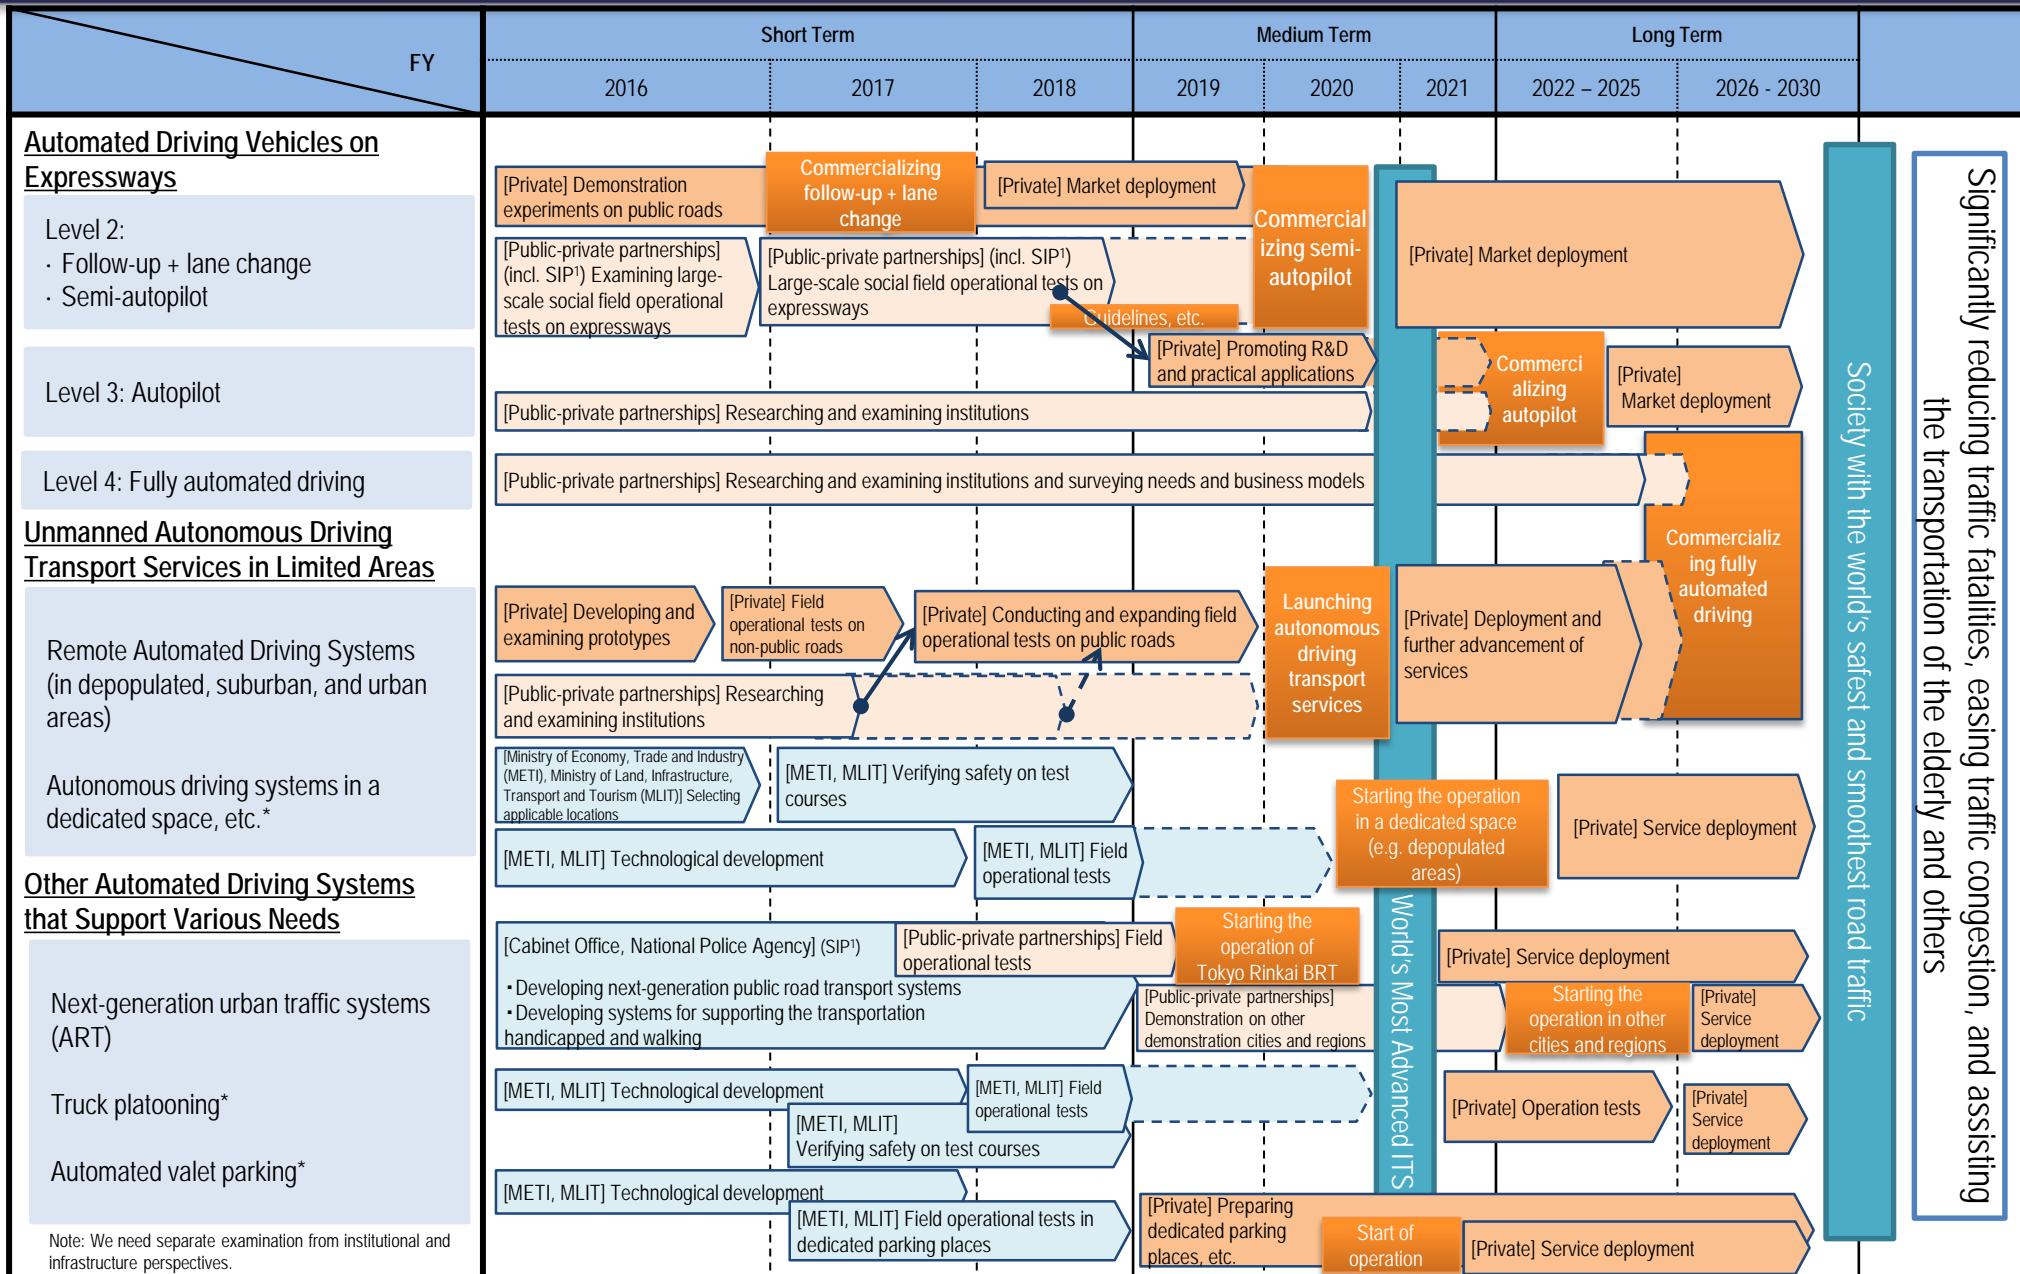 FY
Short Term
Medium Term
Long Term
2016
2017
2018
2019
2020
2021
2022 – 2025
2026 - 2030
Automated Driving Vehicles on
Expressways
Level 2:
· Follow-up + lane change
· Semi-autopilot
Level 3: Autopilot
Level 4: Fully automated driving
[Private] Demonstration
experiments on public roads
Commercializing
follow-up + lane
change
[Private] Market deployment
Commercial
izing semi-
autopilot
[Private] Market deployment
[Public-private partnerships]
(incl. SIP¹) Examining large-
scale social field operational
tests on expressways
[Public-private partnerships] (incl. SIP¹)
Large-scale social field operational tests on
expressways
Guidelines, etc.
[Private] Promoting R&D
and practical applications
Commerci
alizing
autopilot
[Private]
Market deployment
[Public-private partnerships] Researching and examining institutions
[Public-private partnerships] Researching and examining institutions and surveying needs and business models
Commercializ
ing fully
automated
driving
Unmanned Autonomous Driving
Transport Services in Limited Areas
Remote Automated Driving Systems
(in depopulated, suburban, and urban
areas)
Autonomous driving systems in a
dedicated space, etc.*
[Private] Developing and
examining prototypes
[Private] Field
operational tests on
non-public roads
[Private] Conducting and expanding field
operational tests on public roads
Launching
autonomous
driving
transport
services
[Private] Deployment and
further advancement of
services
[Public-private partnerships] Researching
and examining institutions
[Ministry of Economy, Trade and Industry
(METI), Ministry of Land, Infrastructure,
Transport and Tourism (MLIT)] Selecting
applicable locations
[METI, MLIT] Verifying safety on test
courses
Starting the operation
in a dedicated space
(e.g. depopulated
areas)
[Private] Service deployment
[METI, MLIT] Technological development
[METI, MLIT] Field
operational tests
Other Automated Driving Systems
that Support Various Needs
Next-generation urban traffic systems
(ART)
Truck platooning*
Automated valet parking*
[Cabinet Office, National Police Agency] (SIP¹)
▪Developing next-generation public road transport systems
▪Developing systems for supporting the transportation
handicapped and walking
[Public-private partnerships] Field
operational tests
Starting the
operation of
Tokyo Rinkai BRT
[Private] Service deployment
[Public-private partnerships]
Demonstration on other
demonstration cities and regions
Starting the
operation in other
cities and regions
[Private]
Service
deployment
[METI, MLIT] Technological development
[METI, MLIT] Field
operational tests
[METI, MLIT]
Verifying safety on test courses
[Private] Operation tests
[Private]
Service
deployment
[METI, MLIT] Technological development
[METI, MLIT] Field operational tests in
dedicated parking places
[Private] Preparing
dedicated parking
places, etc.
Start of
operation
[Private] Service deployment
Note: We need separate examination from institutional and
infrastructure perspectives.
World's Most Advanced ITS
Society with the world's safest and smoothest road traffic
Significantly reducing traffic fatalities, easing traffic congestion, and assisting
the transportation of the elderly and others